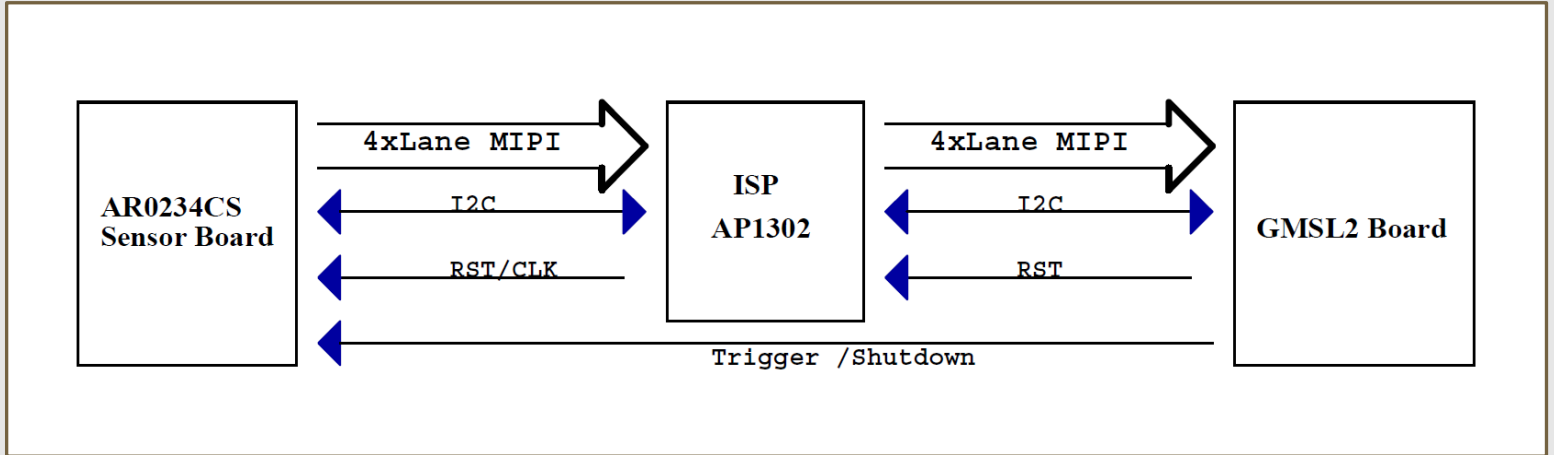 4xLane MIPI
4xLane MIPI
AR0234CS
Sensor Board
ISP
AP1302
GMSL2 Board
I2C
I2C
RST/CLK
RST
Trigger /Shutdown